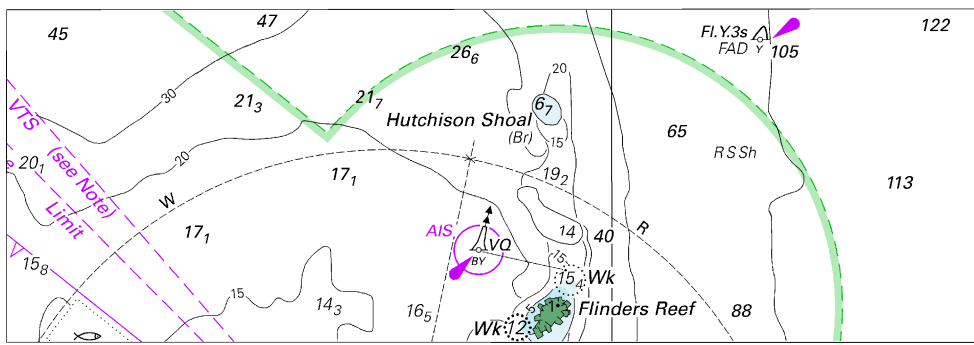 45
47
122
Fl.Y.3s
FAD
Y
105
26₆
30
21₃
21₇
20
6₇
Hutchison Shoal
(Br)
15
65
R S Sh
VTS
(see Note)
e
Limit
20₁
20
17₁
19₂
113
W
17₁
AIS
VQ
BY
14
40
R
15₈
15
14₃
16₅
15
15₄
Wk
5
1
Flinders Reef
88
Wk
12